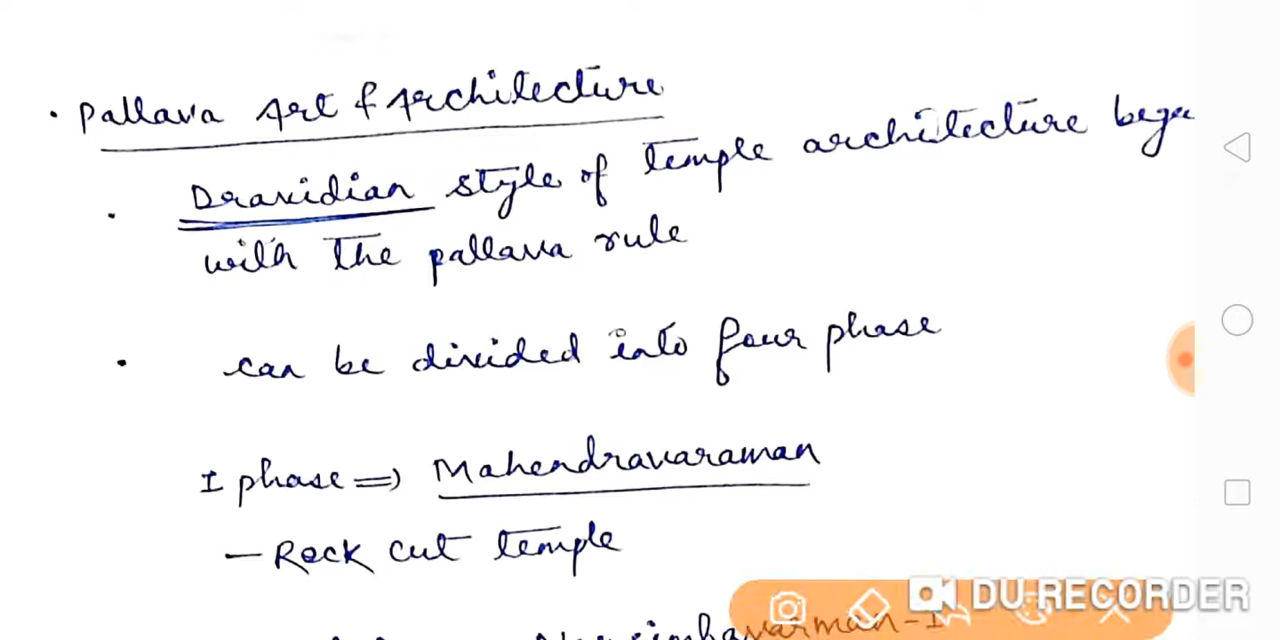 · Pallava Art & Architecture
· Dravidian style of temple architecture bega
with the pallava rule
· can be divided into four phase
I phase => Mahendravaraman
— Rock cut temple
DU RECORDER
varman - I